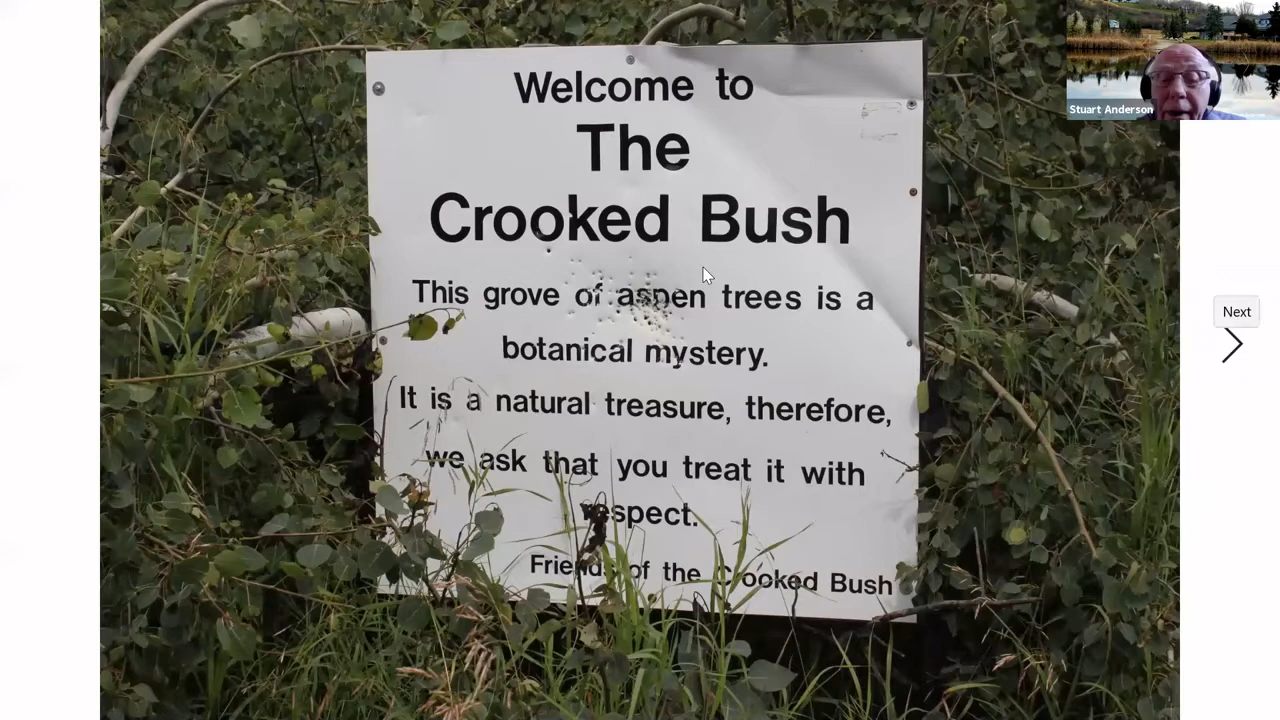 Welcome to
The
Crooked Bush
This grove of aspen trees is a
botanical mystery.
It is a natural treasure, therefore,
we ask that you treat it with
respect.
Friends of the Crooked Bush
Stuart Anderson
Next